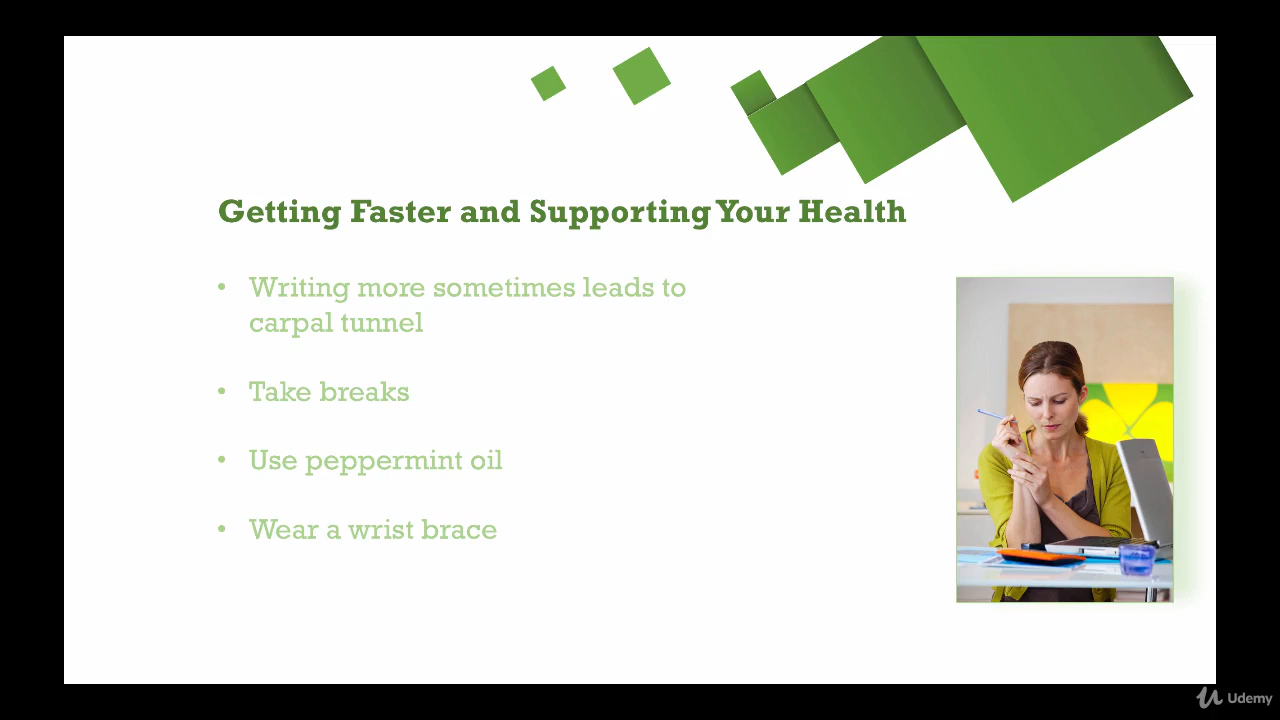 Getting Faster and Supporting Your Health
• Writing more sometimes leads to
carpal tunnel
• Take breaks
• Use peppermint oil
• Wear a wrist brace
Udemy